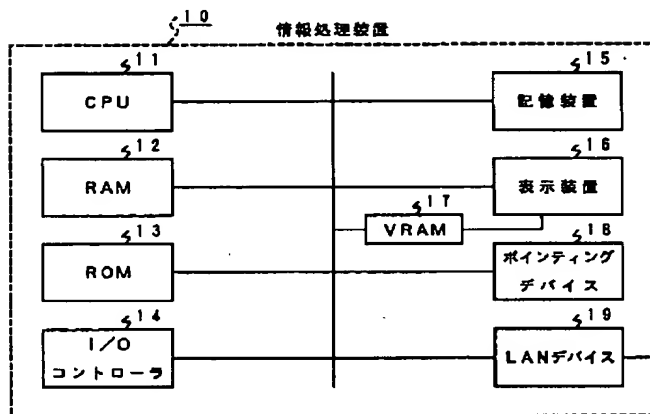 10
情報処理装置
11
CPU
15
記憶装置
12
RAM
16
表示装置
17
VRAM
13
ROM
18
ポインティング
デバイス
14
I/O
コントローラ
19
LANデバイス